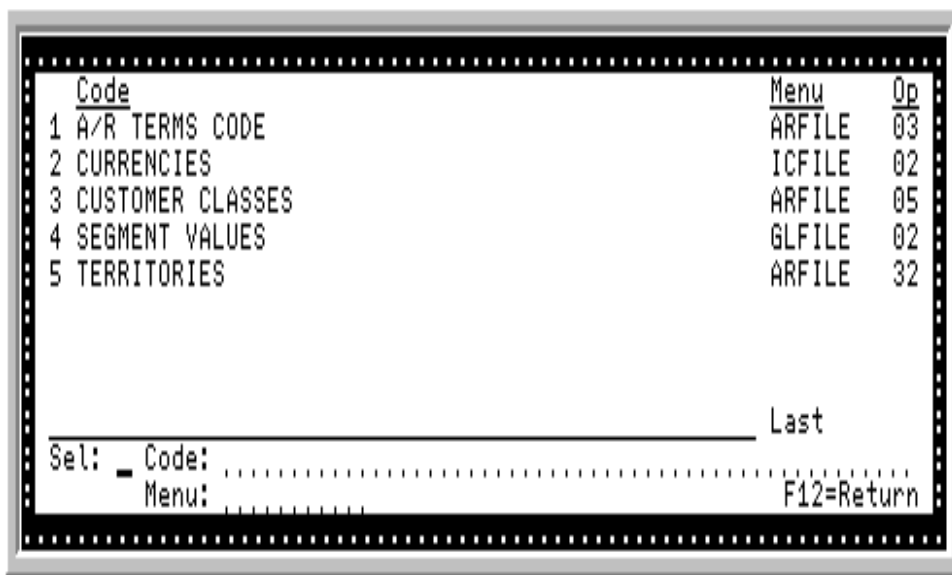 Code Menu Op
1 A/R TERMS CODE ARFILE 03
2 CURRENCIES ICFILE 02
3 CUSTOMER CLASSES ARFILE 05
4 SEGMENT VALUES GLFILE 02
5 TERRITORIES ARFILE 32
Last
Sel: Code:
Menu: F12=Return